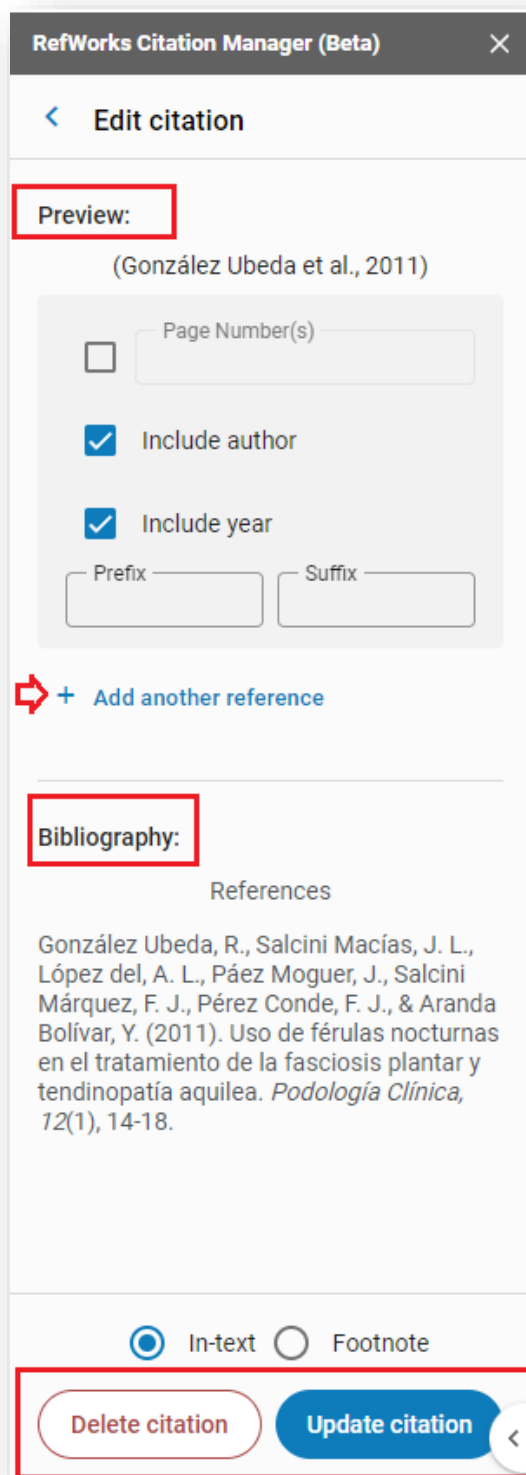 RefWorks Citation Manager (Beta)
Edit citation
Preview:
(González Ubeda et al., 2011)
Page Number(s)
Include author
Include year
Prefix
Suffix
+ Add another reference
Bibliography:
References
González Ubeda, R., Salcini Macías, J. L.,
López del, A. L., Páez Moguer, J., Salcini
Márquez, F. J., Pérez Conde, F. J., & Aranda
Bolívar, Y. (2011). Uso de férulas nocturnas
en el tratamiento de la fasciosis plantar y
tendinopatía aquilea. Podología Clínica,
12(1), 14-18.
In-text
Footnote
Delete citation
Update citation